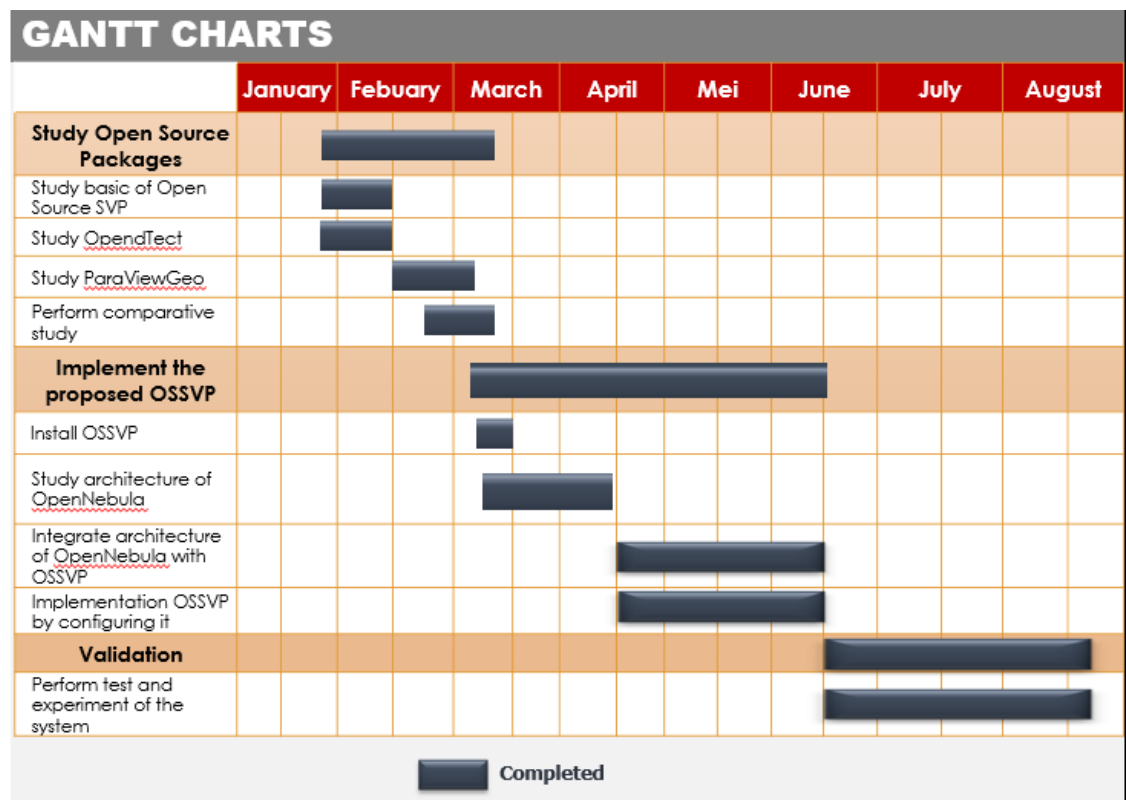 GANTT CHARTS
January Febuary March April Mei June July August
Study Open Source
Packages
Study basic of Open
Source SVP
Study OpendTect
Study ParaViewGeo
Perform comparative
study
Implement the
proposed OSSVP
Install OSSVP
Study architecture of
OpenNebula
Integrate architecture
of OpenNebula with
OSSVP
Implementation OSSVP
by configuring it
Validation
Perform test and
experiment of the
system
Completed